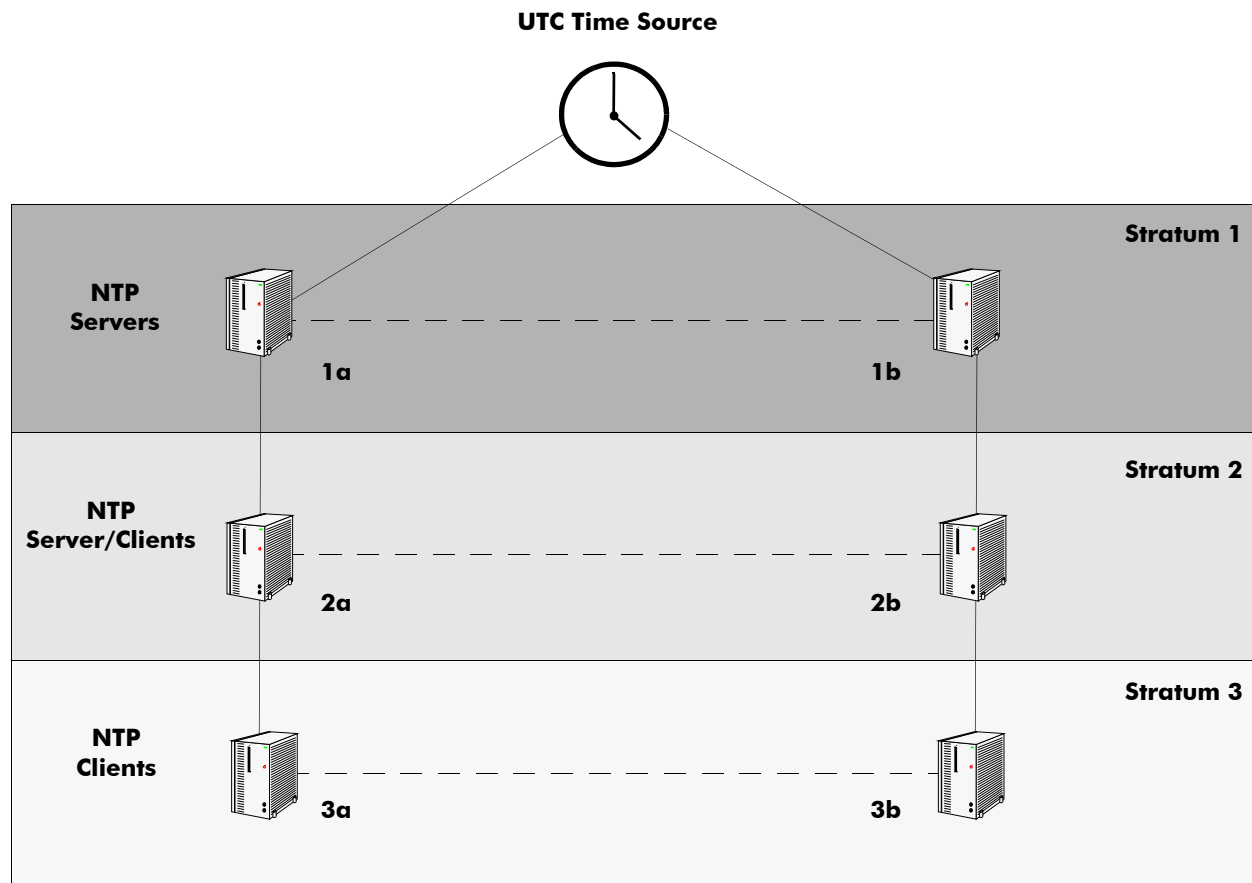 UTC Time Source
Stratum 1
NTP
Servers
1a
1b
Stratum 2
NTP
Server/Clients
2a
2b
Stratum 3
NTP
Clients
3a
3b